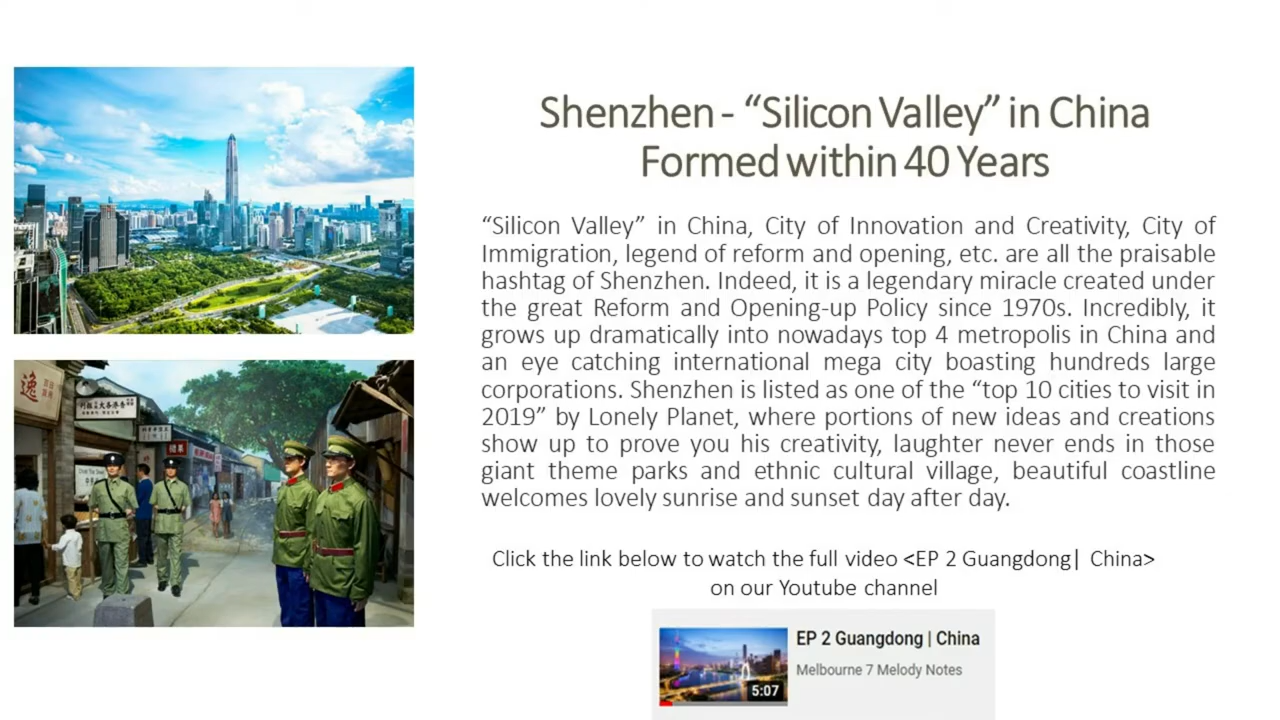 Shenzhen - “Silicon Valley” in China
Formed within 40 Years
“Silicon Valley” in China, City of Innovation and Creativity, City of
Immigration, legend of reform and opening, etc. are all the praisable
hashtag of Shenzhen. Indeed, it is a legendary miracle created under
the great Reform and Opening-up Policy since 1970s. Incredibly, it
grows up dramatically into nowadays top 4 metropolis in China and
an eye catching international mega city boasting hundreds large
corporations. Shenzhen is listed as one of the “top 10 cities to visit in
2019” by Lonely Planet, where portions of new ideas and creations
show up to prove you his creativity, laughter never ends in those
giant theme parks and ethnic cultural village, beautiful coastline
welcomes lovely sunrise and sunset day after day.
逸
Click the link below to watch the full video <EP 2 Guangdong| China>
on our Youtube channel
EP 2 Guangdong | China
Melbourne 7 Melody Notes
5:07